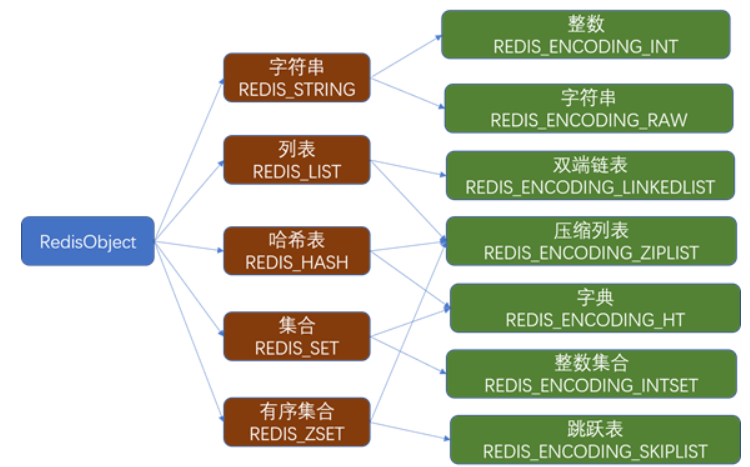 RedisObject
字符串
REDIS_STRING
列表
REDIS_LIST
哈希表
REDIS_HASH
集合
REDIS_SET
有序集合
REDIS_ZSET
整数
REDIS_ENCODING_INT
字符串
REDIS_ENCODING_RAW
双端链表
REDIS_ENCODING_LINKEDLIST
压缩列表
REDIS_ENCODING_ZIPLIST
字典
REDIS_ENCODING_HT
整数集合
REDIS_ENCODING_INTSET
跳跃表
REDIS_ENCODING_SKIPLIST